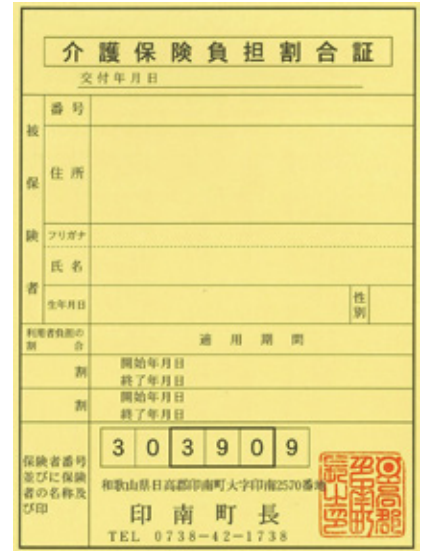 介護保険負担割合証
交付年月日
被保険者
番号
住所
フリガナ
氏名
生年月日
性別
利用者負担の割合
適用期間
割
開始年月日
終了年月日
割
開始年月日
終了年月日
保険者番号
並びに保険
者の名称及
び印
303909
和歌山県日高郡印南町大字印南2570番地
印南町長
TEL 0738-42-1738